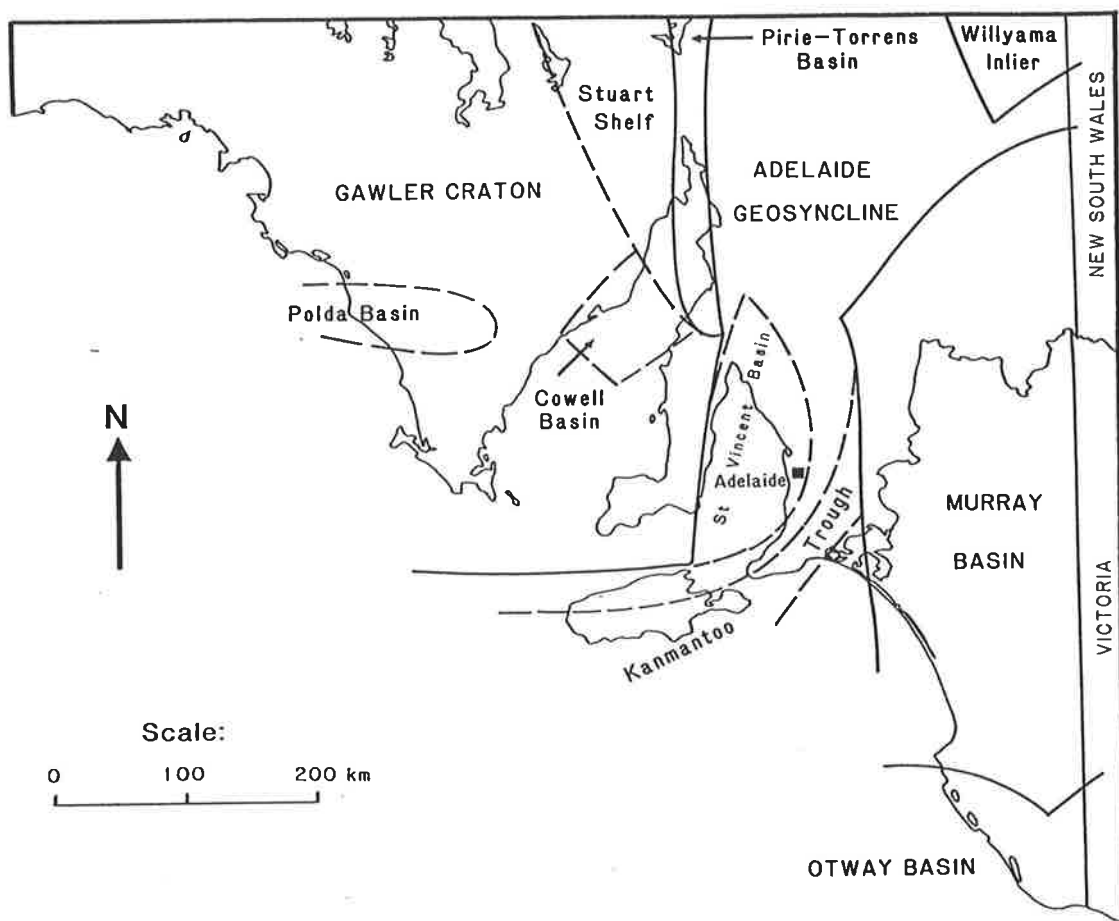 Pirie-Torrens
Basin
Willyama
Inlier
Stuart
Shelf
NEW SOUTH WALES
GAWLER CRATON
ADELAIDE
GEOSYNCLINE
Polda Basin
Cowell
Basin
N
St Vincent Basin
Adelaide
Kanmantoo Trough
MURRAY
BASIN
VICTORIA
Scale:
0 100 200 km
OTWAY BASIN